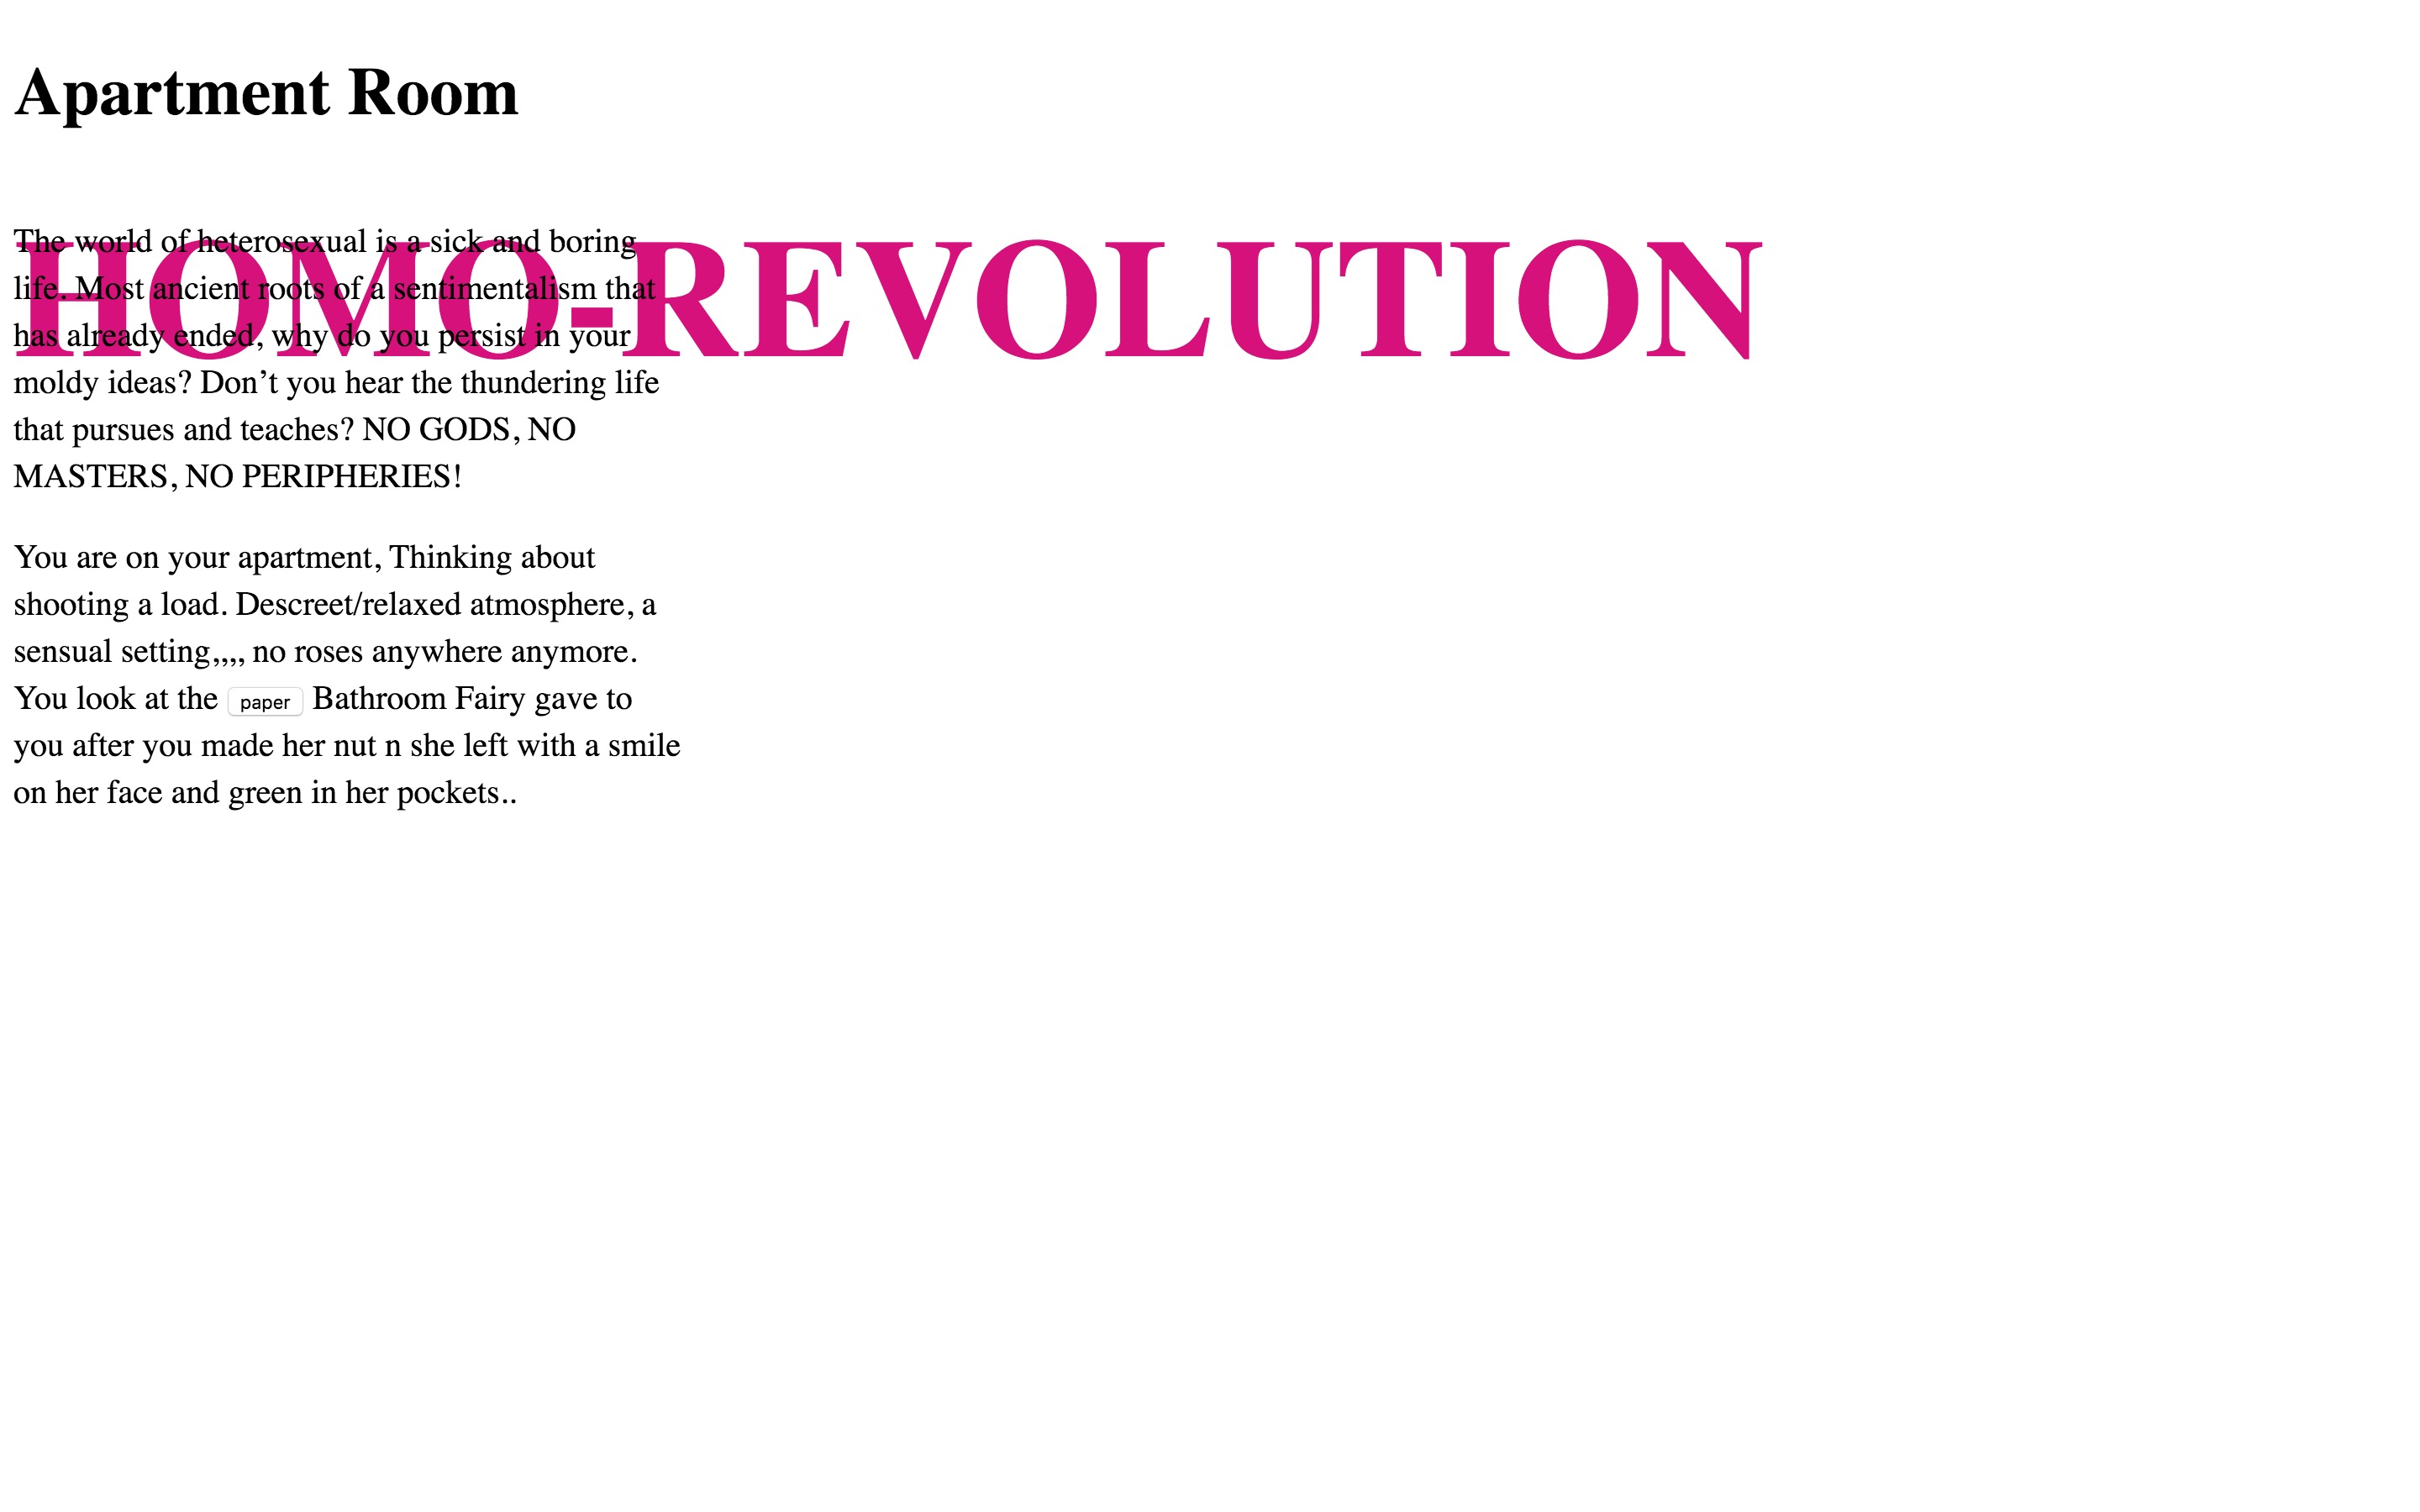 Apartment Room
HOMO-REVOLUTION
The world of heterosexual is a sick and boring
life. Most ancient roots of a sentimentalism that
has already ended, why do you persist in your
moldy ideas? Don’t you hear the thundering life
that pursues and teaches? NO GODS, NO
MASTERS, NO PERIPHERIES!
You are on your apartment, Thinking about
shooting a load. Descreet/relaxed atmosphere, a
sensual setting,,,, no roses anywhere anymore.
You look at the paper Bathroom Fairy gave to
you after you made her nut n she left with a smile
on her face and green in her pockets..